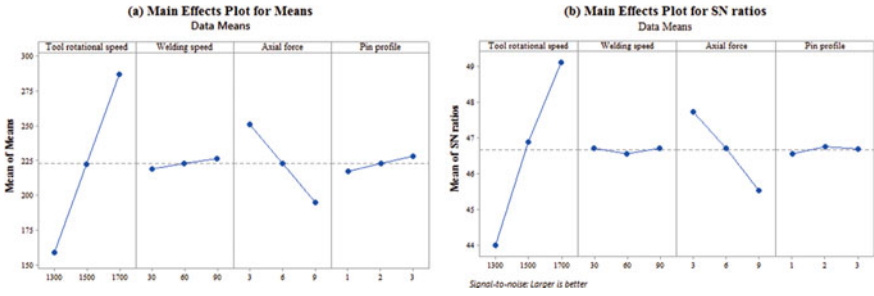 (a) Main Effects Plot for Means
Data Means
Tool rotational speed Welding speed Axial force Pin profile
Mean of Means
300
275
250
225
200
175
150
1300 1500 1700 30 60 90 3 6 9 1 2 3
(b) Main Effects Plot for SN ratios
Data Means
Tool rotational speed Welding speed Axial force Pin profile
Mean of SN ratios
49
48
47
46
45
44
1300 1500 1700 30 60 90 3 6 9 1 2 3
Signal-to-noise: Larger is better